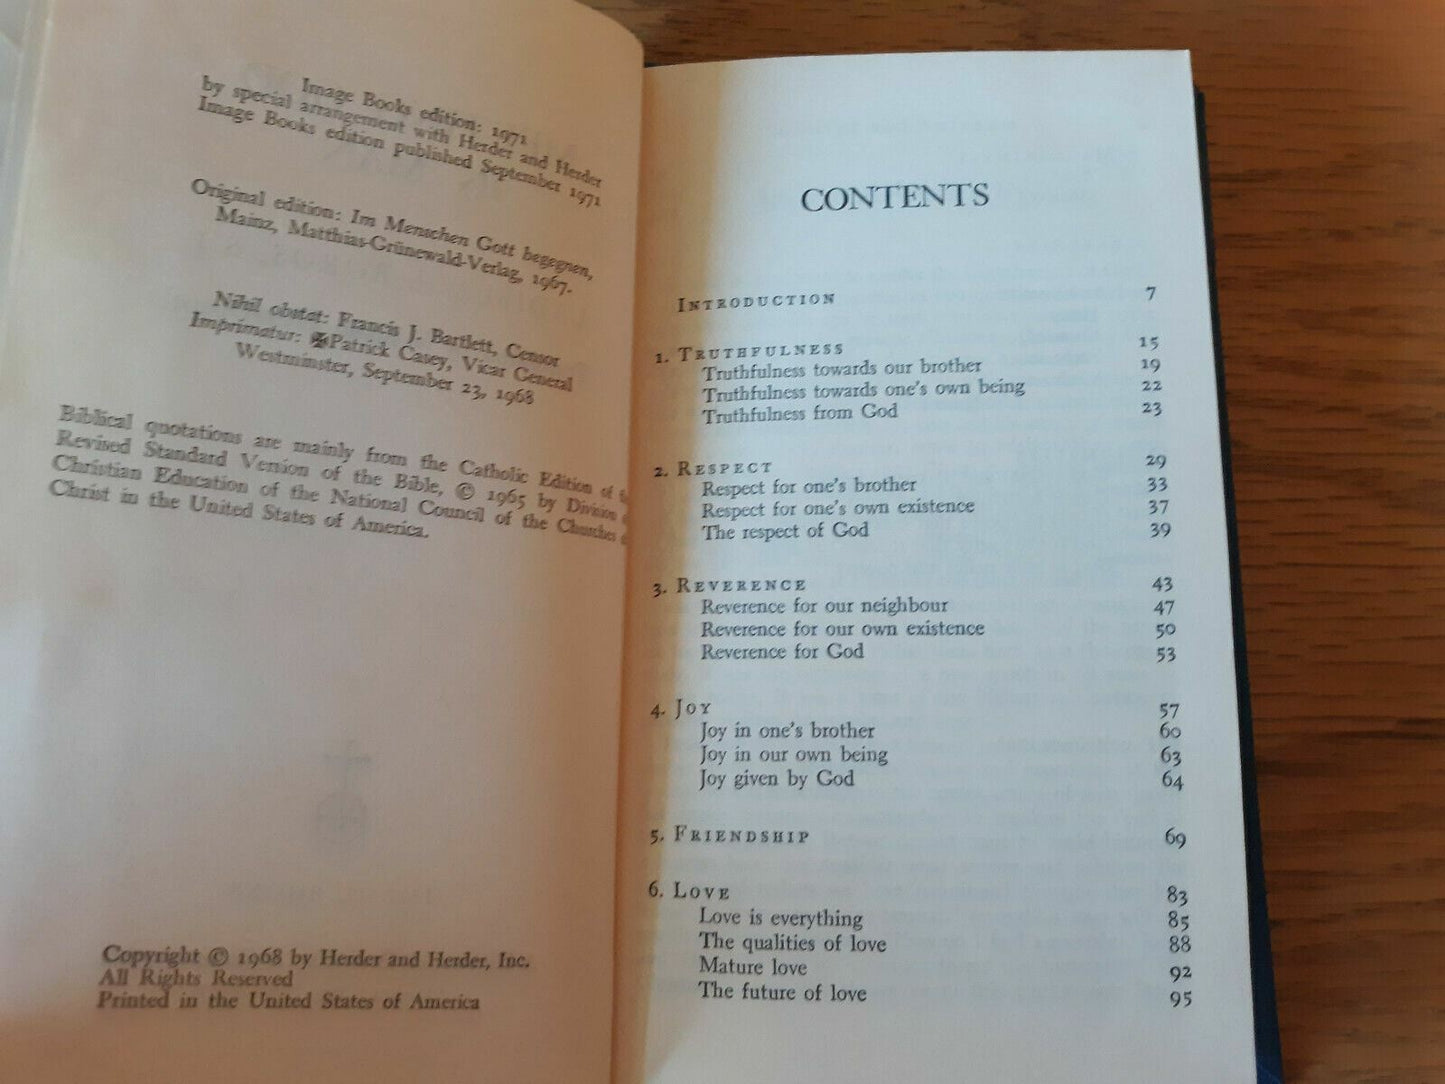 Image Books edition: 1971
by special arrangement with Herder and Herder
Image Books edition published September 1971
Original edition: Im Menschen Gott begegnen,
Mainz, Matthias-Grünewald-Verlag, 1967.
Nihil obstat: Francis J. Bartlett, Censor
Imprimatur: ✠Patrick Casey, Vicar General
Westminster, September 23, 1968
Biblical quotations are mainly from the Catholic Edition of
Revised Standard Version of the Bible, © 1965 by Division
Christian Education of the National Council of the Churches
Christ in the United States of America.
Copyright © 1968 by Herder and Herder, Inc.
All Rights Reserved
Printed in the United States of America
CONTENTS
INTRODUCTION 7
1. TRUTHFULNESS 15
Truthfulness towards our brother 19
Truthfulness towards one's own being 22
Truthfulness from God 23
2. RESPECT 29
Respect for one's brother 33
Respect for one's own existence 37
The respect of God 39
3. REVERENCE 43
Reverence for our neighbour 47
Reverence for our own existence 50
Reverence for God 53
4. JOY 57
Joy in one's brother 60
Joy in our own being 63
Joy given by God 64
5. FRIENDSHIP 69
6. LOVE 83
Love is everything 85
The qualities of love 88
Mature love 92
The future of love 95